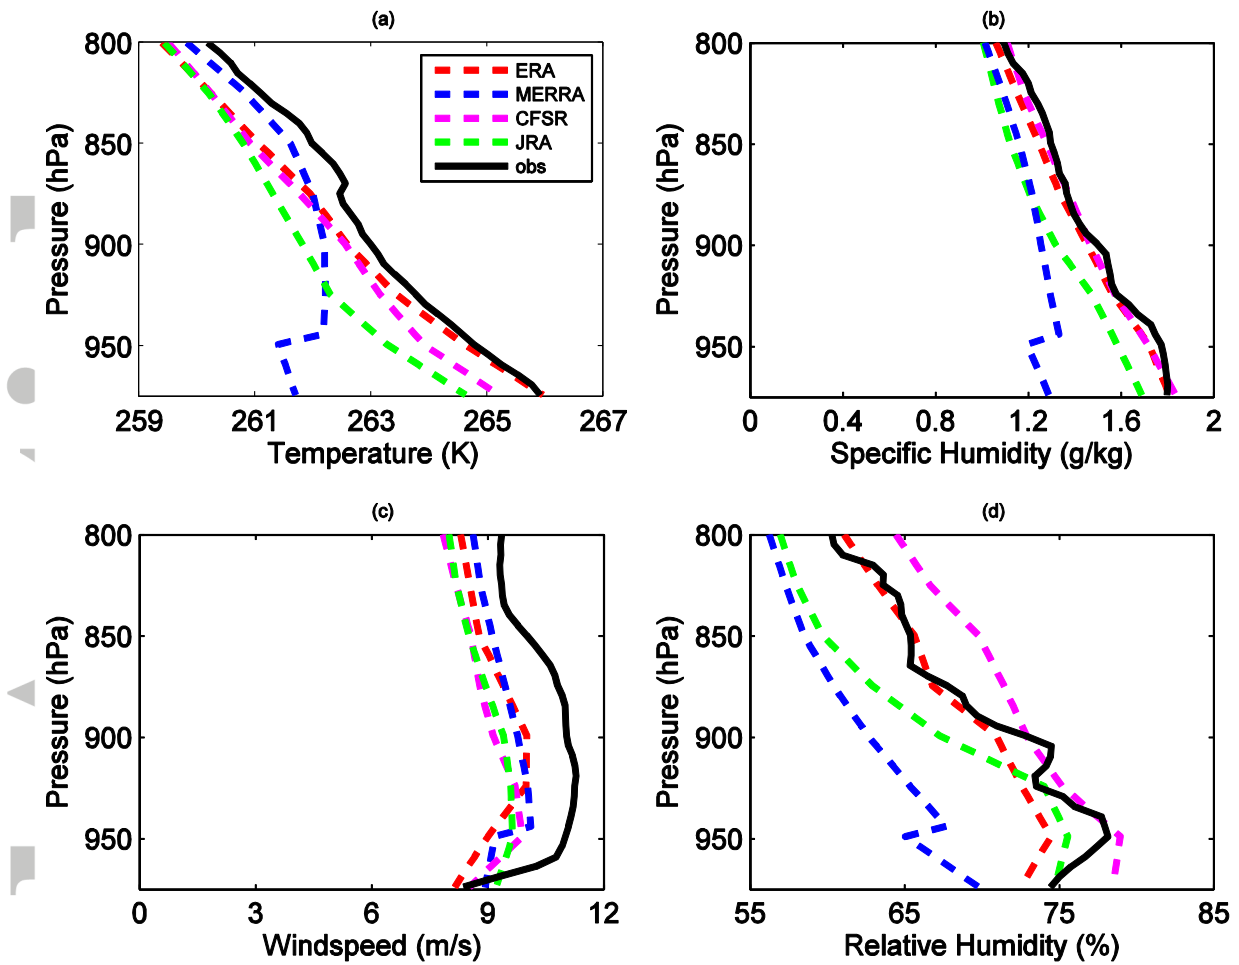 (a)
800
850
900
950
Pressure (hPa)
259
261
263
265
267
Temperature (K)
ERA
MERRA
CFSR
JRA
obs
(b)
800
850
900
950
Pressure (hPa)
0
0.4
0.8
1.2
1.6
2
Specific Humidity (g/kg)
(c)
800
850
900
950
Pressure (hPa)
0
3
6
9
12
Windspeed (m/s)
(d)
800
850
900
950
Pressure (hPa)
55
65
75
85
Relative Humidity (%)